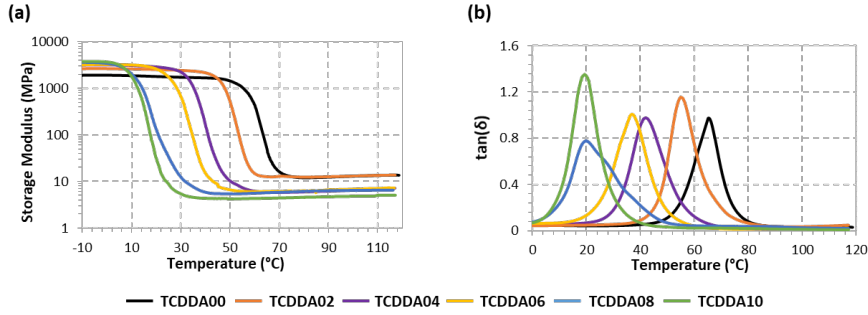 (a)
(b)
Storage Modulus (MPa)
10000
1000
100
10
1
-10 10 30 50 70 90 110
Temperature (°C)
tan(δ)
1.6
1.2
0.8
0.4
0
0 20 40 60 80 100 120
Temperature (°C)
TCDDA00 TCDDA02 TCDDA04 TCDDA06 TCDDA08 TCDDA10